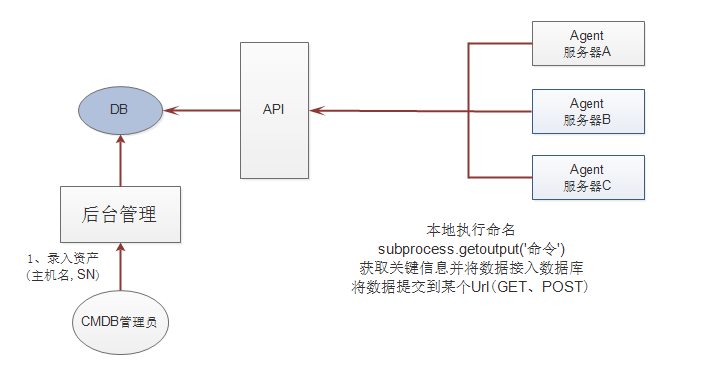 Agent
服务器A
DB
API
Agent
服务器B
Agent
服务器C
后台管理
本地执行命名
subprocess.getoutput('命令')
获取关键信息并将数据接入数据库
将数据提交到某个Url(GET、POST)
1、录入资产
(主机名, SN)
CMDB管理员